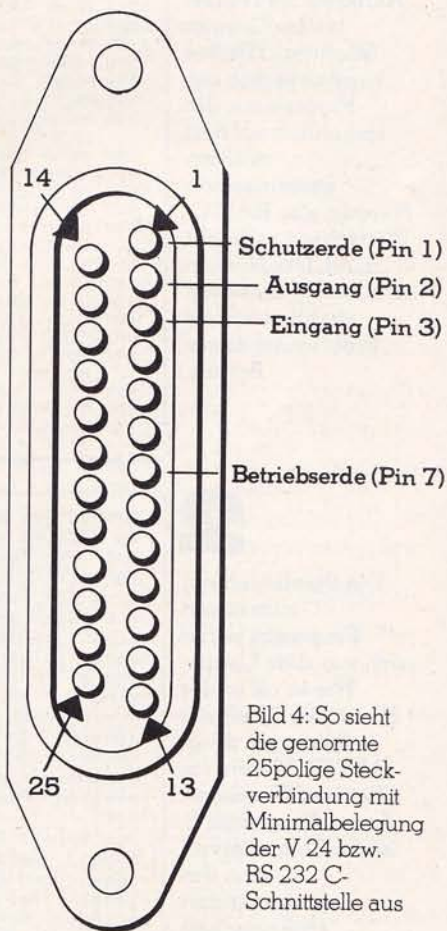 14
1
Schutzerde (Pin 1)
Ausgang (Pin 2)
Eingang (Pin 3)
Betriebserde (Pin 7)
25
13
Bild 4: So sieht
die genormte
25polige Steck-
verbindung mit
Minimalbelegung
der V 24 bzw.
RS 232 C-
Schnittstelle aus